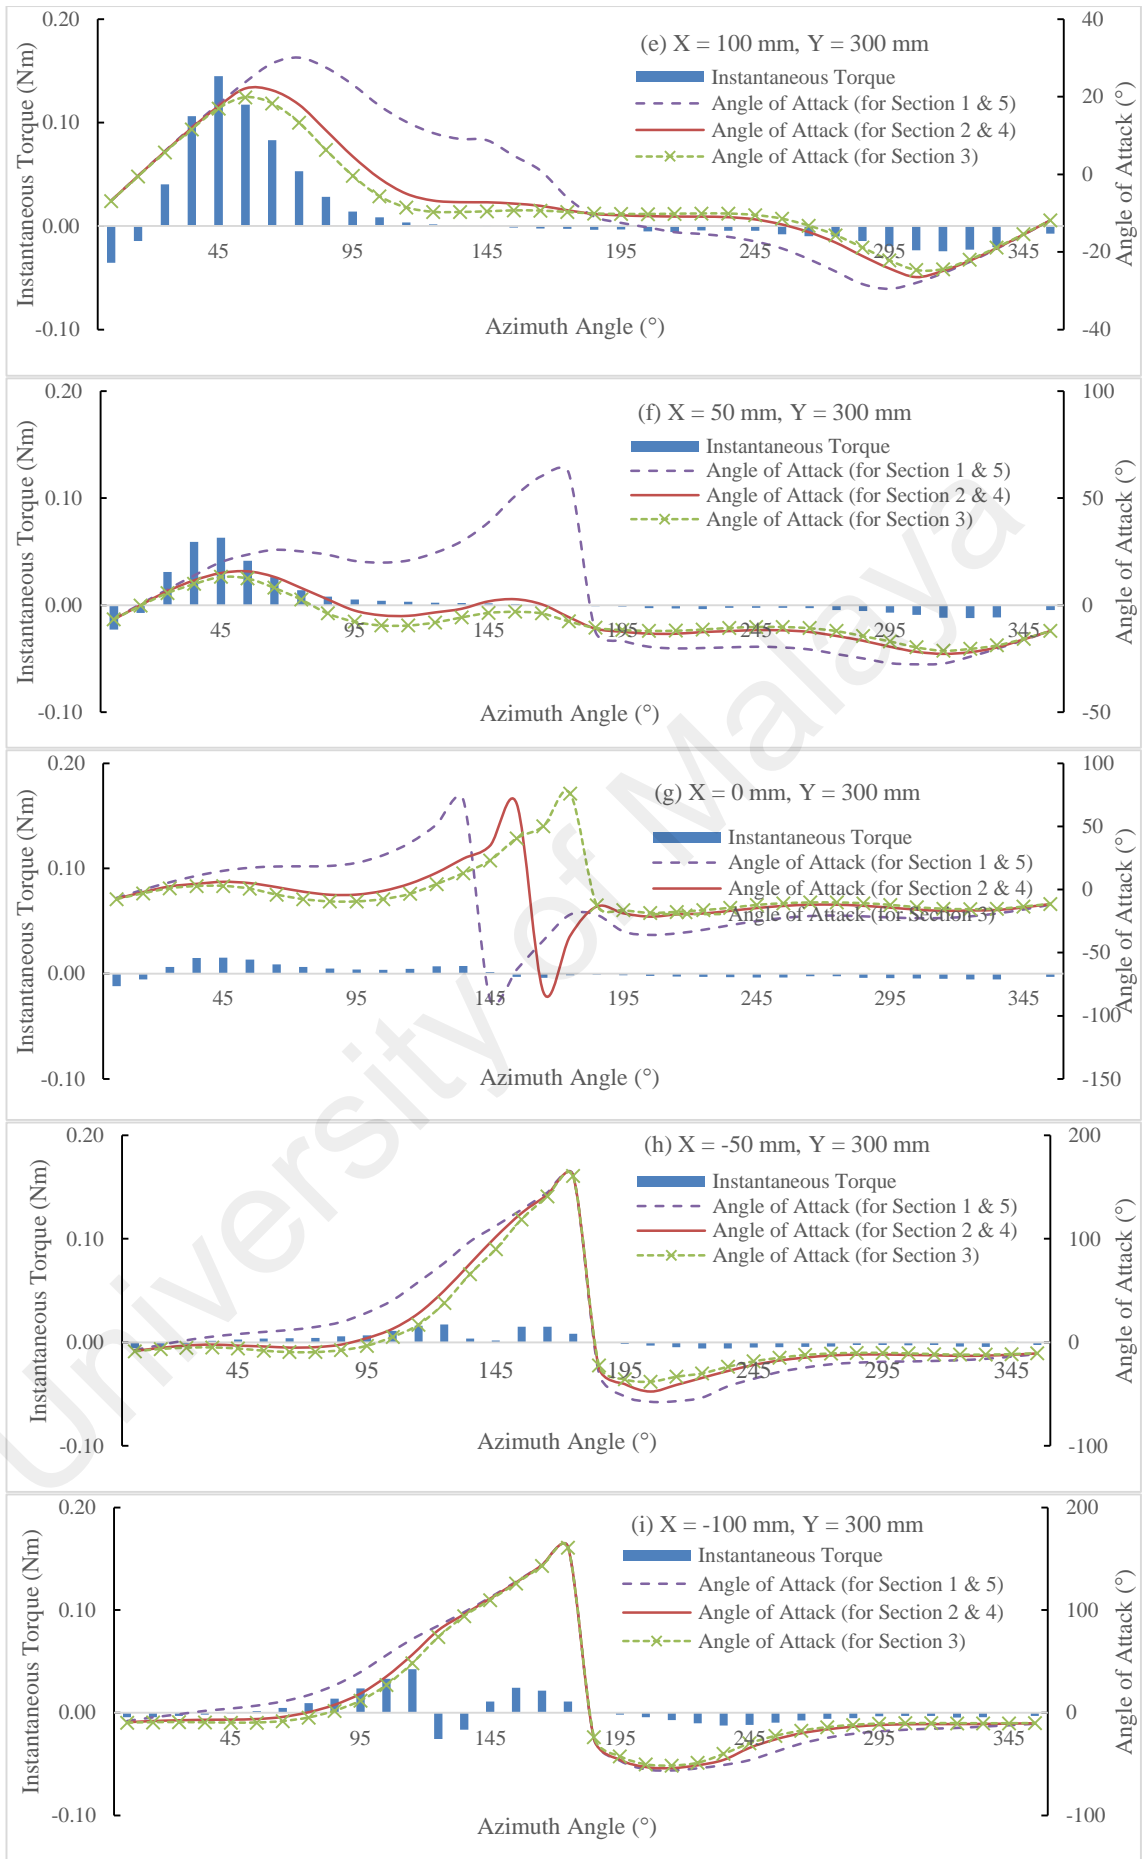 (e) X = 100 mm, Y = 300 mm
Instantaneous Torque
Angle of Attack (for Section 1 & 5)
Angle of Attack (for Section 2 & 4)
Angle of Attack (for Section 3)
Instantaneous Torque (Nm)
0.20
0.10
0.00
-0.10
45
95
145
195
245
295
345
40
20
0
-20
-40
Angle of Attack (°)
Azimuth Angle (°)
(f) X = 50 mm, Y = 300 mm
Instantaneous Torque
Angle of Attack (for Section 1 & 5)
Angle of Attack (for Section 2 & 4)
Angle of Attack (for Section 3)
Instantaneous Torque (Nm)
0.20
0.10
0.00
-0.10
45
95
145
195
245
295
345
100
50
0
-50
Angle of Attack (°)
Azimuth Angle (°)
(g) X = 0 mm, Y = 300 mm
Instantaneous Torque
Angle of Attack (for Section 1 & 5)
Angle of Attack (for Section 2 & 4)
Angle of Attack (for Section 3)
Instantaneous Torque (Nm)
0.20
0.10
0.00
-0.10
45
95
145
195
245
295
345
100
50
0
-50
-100
-150
Angle of Attack (°)
Azimuth Angle (°)
(h) X = -50 mm, Y = 300 mm
Instantaneous Torque
Angle of Attack (for Section 1 & 5)
Angle of Attack (for Section 2 & 4)
Angle of Attack (for Section 3)
Instantaneous Torque (Nm)
0.20
0.10
0.00
-0.10
45
95
145
195
245
295
345
200
100
0
-100
Angle of Attack (°)
Azimuth Angle (°)
(i) X = -100 mm, Y = 300 mm
Instantaneous Torque
Angle of Attack (for Section 1 & 5)
Angle of Attack (for Section 2 & 4)
Angle of Attack (for Section 3)
Instantaneous Torque (Nm)
0.20
0.10
0.00
-0.10
45
95
145
195
245
295
345
200
100
0
-100
Angle of Attack (°)
Azimuth Angle (°)
University of Malaya